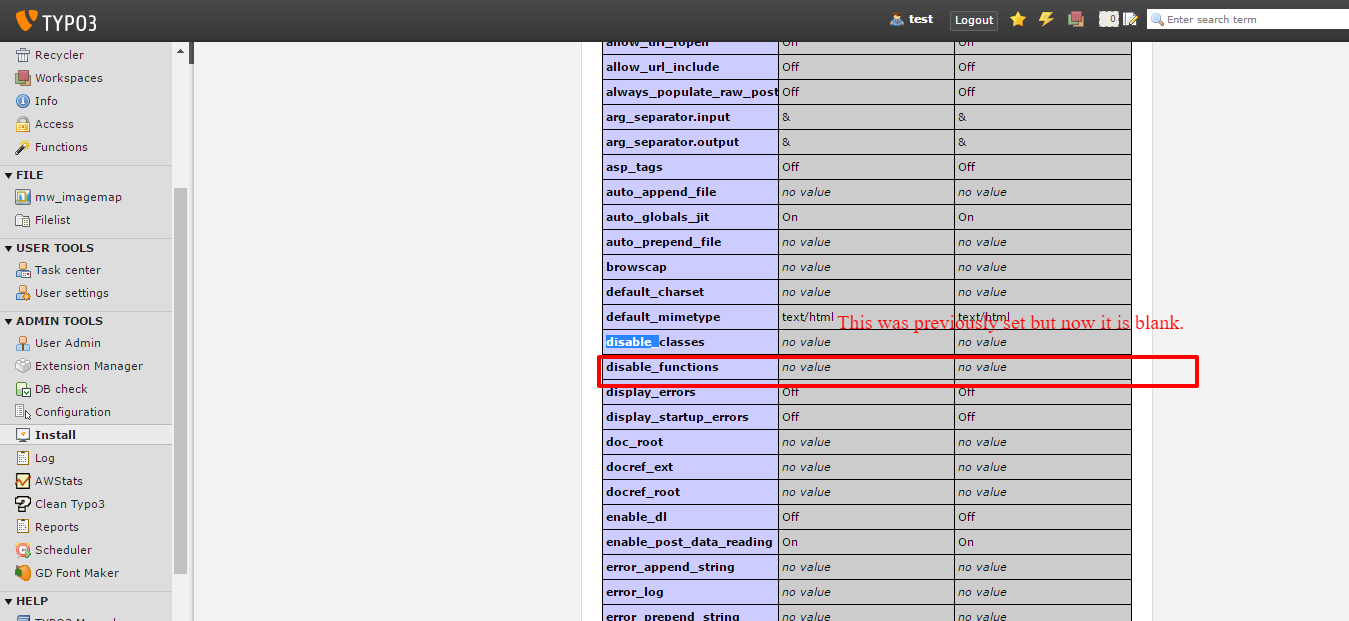 TYPO3
test
Logout
0
Enter search term
Recycler
Workspaces
Info
Access
Functions
FILE
mw_imagemap
Filelist
USER TOOLS
Task center
User settings
ADMIN TOOLS
User Admin
Extension Manager
DB check
Configuration
Install
Log
AWStats
Clean Typo3
Reports
Scheduler
GD Font Maker
HELP
TYPO3 Manual
allow_url_fopen On On
allow_url_include Off Off
always_populate_raw_post Off Off
arg_separator.input & &
arg_separator.output & &
asp_tags Off Off
auto_append_file no value no value
auto_globals_jit On On
auto_prepend_file no value no value
browscap no value no value
default_charset no value no value
default_mimetype text/html text/html
This was previously set but now it is blank.
disable_classes no value no value
disable_functions no value no value
display_errors Off Off
display_startup_errors Off Off
doc_root no value no value
docref_ext no value no value
docref_root no value no value
enable_dl Off Off
enable_post_data_reading On On
error_append_string no value no value
error_log no value no value
error_prepend_string no value no value